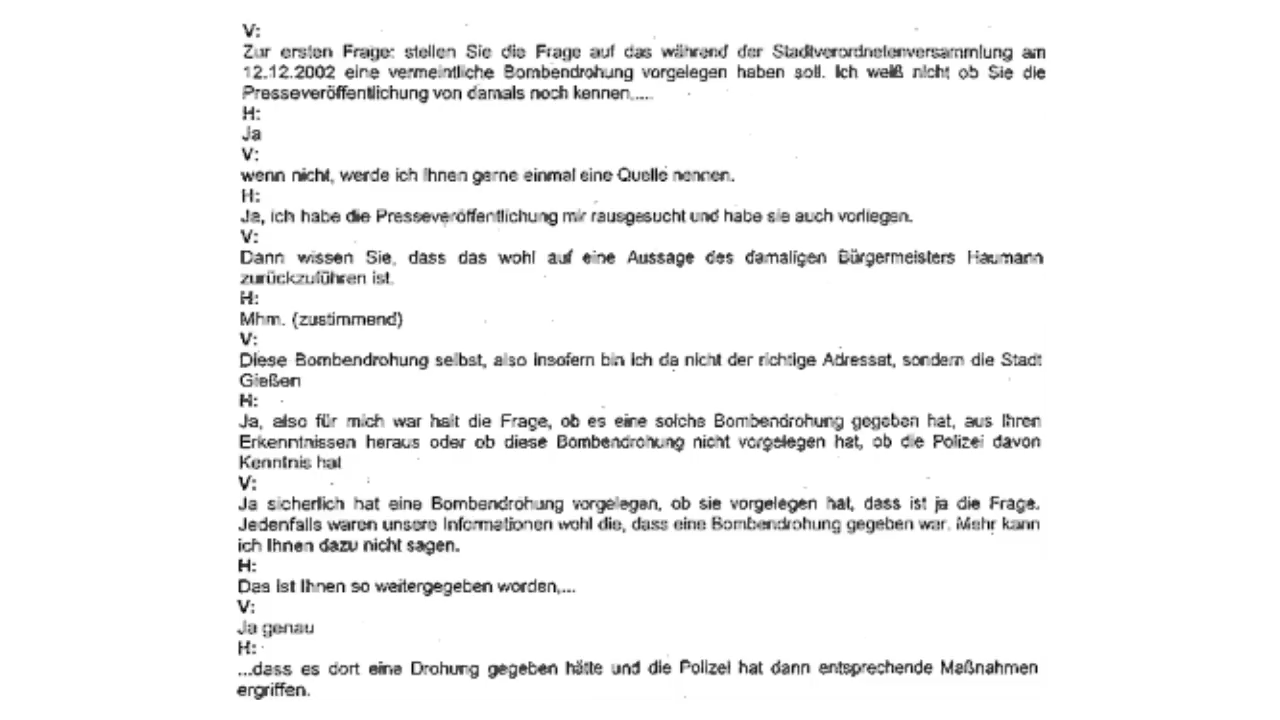 V:
Zur ersten Frage: stellen Sie die Frage auf das während der Stadtverordnetenversammlung am
12.12.2002 eine vermeintliche Bombendrohung vorgelegen haben soll. Ich weiß nicht ob Sie die
Presseveröffentlichung von damals noch kennen.....
H:
Ja
V:
wenn nicht, werde ich Ihnen gerne einmal eine Quelle nennen.
H:
Ja, ich habe die Presseveröffentlichung mir rausgesucht und habe sie auch vorliegen.
V:
Dann wissen Sie, dass das wohl auf eine Aussage des damaligen Bürgermeisters Haumann
zurückzuführen ist.
H:
Mhm. (zustimmend)
V:
Diese Bombendrohung selbst, also insofern bin ich da nicht der richtige Adressat, sondern die Stadt
Gießen
H:
Ja, also für mich war halt die Frage, ob es eine solche Bombendrohung gegeben hat, aus Ihren
Erkenntnissen heraus oder ob diese Bombendrohung nicht vorgelegen hat, ob die Polizei davon
Kenntnis hat
V:
Ja sicherlich hat eine Bombendrohung vorgelegen, ob sie vorgelegen hat, dass ist ja die Frage.
Jedenfalls waren unsere Informationen wohl die, dass eine Bombendrohung gegeben war. Mehr kann
ich Ihnen dazu nicht sagen.
H:
Das ist Ihnen so weitergegeben worden,...
V:
Ja genau
H:
...dass es dort eine Drohung gegeben hätte und die Polizei hat dann entsprechende Maßnahmen
ergriffen.